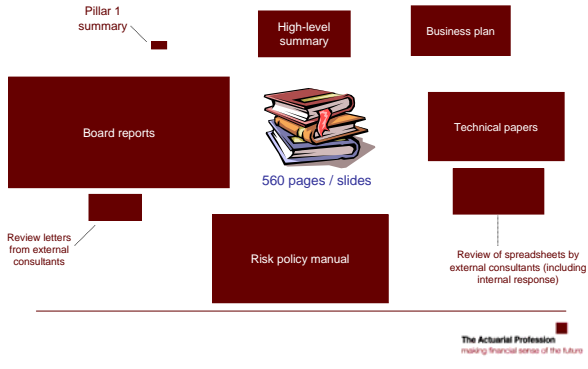 Pillar 1
summary
High-level
summary
Business plan
Board reports
Technical papers
560 pages / slides
Review letters
from external
consultants
Risk policy manual
Review of spreadsheets by
external consultants (including
internal response)
The Actuarial Profession
making financial sense of the future